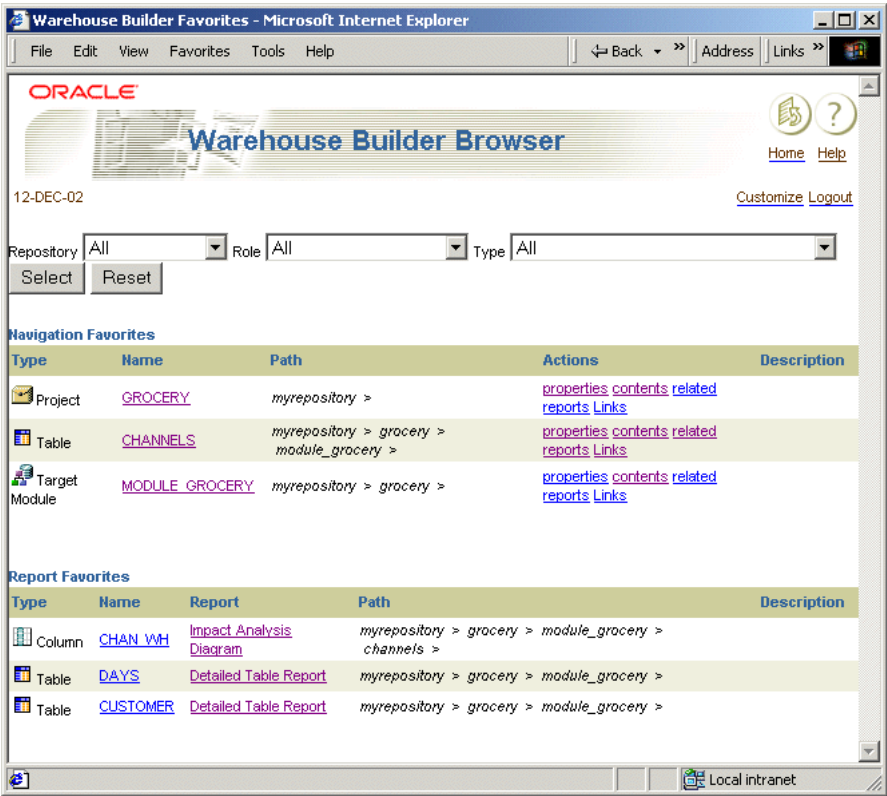 Warehouse Builder Favorites - Microsoft Internet Explorer
File Edit View Favorites Tools Help Back » Address Links »
ORACLE
Warehouse Builder Browser
?
Home Help
12-DEC-02 Customize Logout
Repository All Role All Type All
Select Reset
Navigation Favorites
Type Name Path Actions Description
Project GROCERY myrepository > properties contents related
reports Links
Table CHANNELS myrepository > grocery > properties contents related
module_grocery > reports Links
Target MODULE_GROCERY myrepository > grocery > properties contents related
Module reports Links
Report Favorites
Type Name Report Path Description
Column CHAN_WH Impact Analysis myrepository > grocery > module_grocery >
Diagram channels >
Table DAYS Detailed Table Report myrepository > grocery > module_grocery >
Table CUSTOMER Detailed Table Report myrepository > grocery > module_grocery >
Local intranet